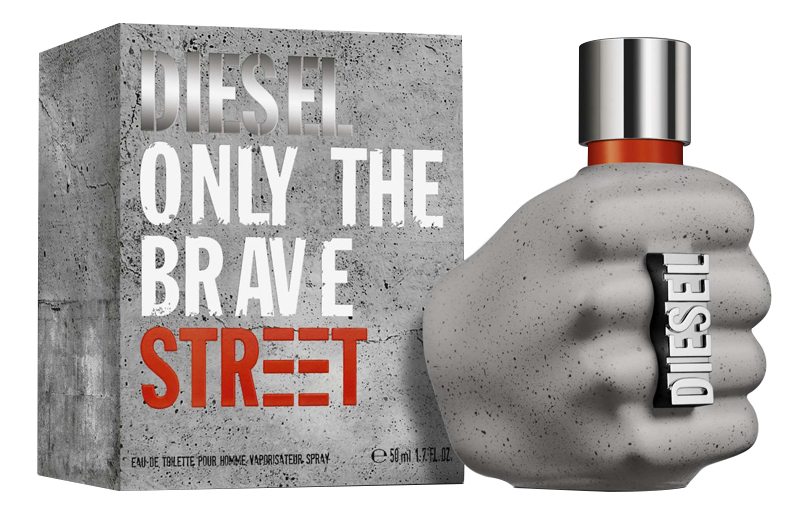 DIESEL
ONLY THE
BRAVE
STREET
EAU DE TOILETTE POUR HOMME VAPORISATEUR SPRAY
℮ 50 ml 1.7 FL.OZ.
DIESEL